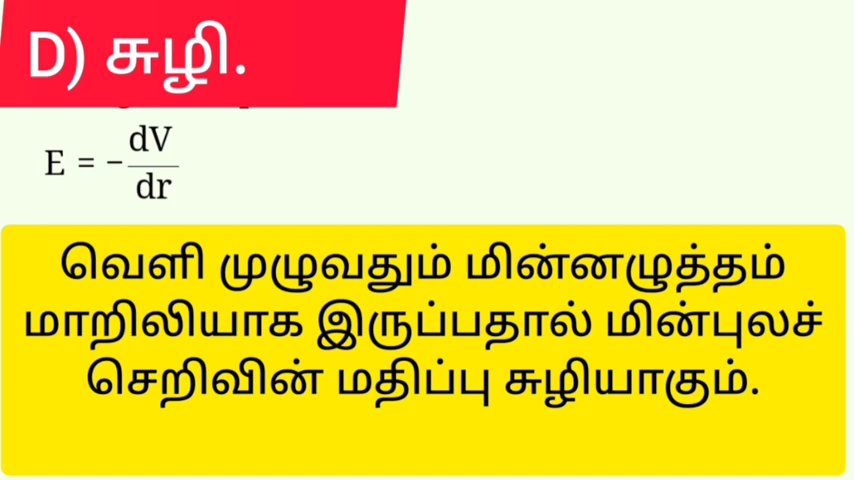 D) சுழி.
E = −dV/dr
வெளி முழுவதும் மின்னழுத்தம்
மாறிலியாக இருப்பதால் மின்புலச்
செறிவின் மதிப்பு சுழியாகும்.